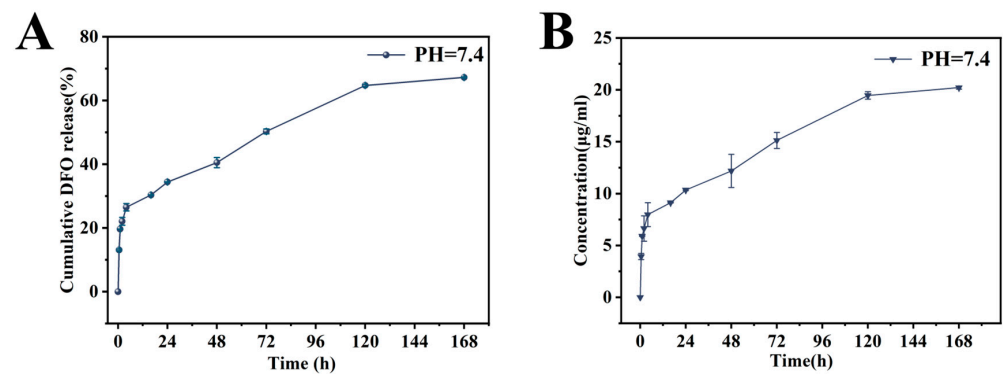 A
Cumulative DFO release(%)
80
60
40
20
0
PH=7.4
0 24 48 72 96 120 144 168
Time (h)
B
Concentration(μg/ml)
25
20
15
10
5
0
PH=7.4
0 24 48 72 96 120 144 168
Time(h)